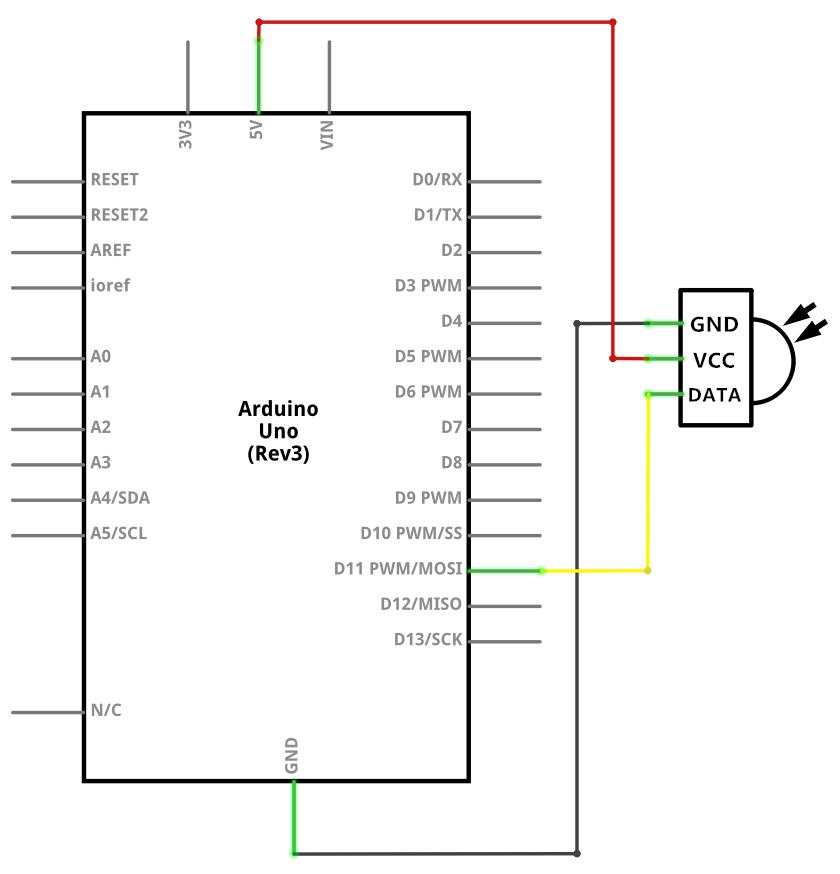 3V3
5V
VIN
RESET
RESET2
AREF
ioref
A0
A1
A2
A3
A4/SDA
A5/SCL
N/C
Arduino
Uno
(Rev3)
D0/RX
D1/TX
D2
D3 PWM
D4
D5 PWM
D6 PWM
D7
D8
D9 PWM
D10 PWM/SS
D11 PWM/MOSI
D12/MISO
D13/SCK
GND
GND
VCC
DATA